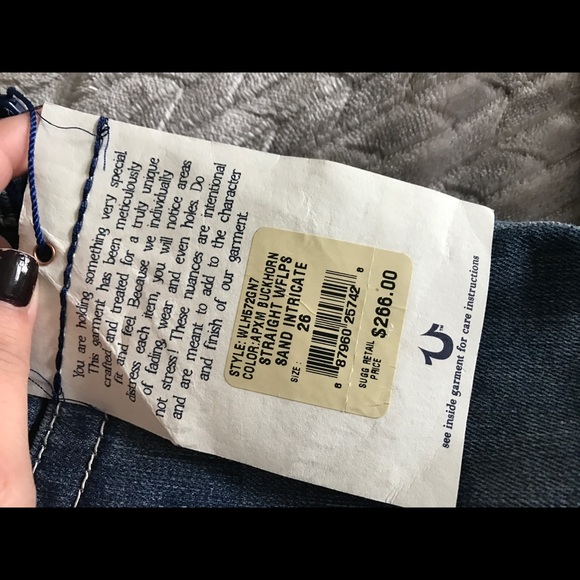 You are holding something very special.
This garment has been meticulously
crafted and treated for a truly unique
fit and feel. Because we individually
distress each item, you will notice areas
of fading, wear, and even holes. Do
not stress! These nuances are intentional
and are meant to add to the character
and finish of our garment.
STYLE: WLH572GN7
COLOR:APXM BUCKHORN
STRAIGHT WFLPS
SAND INTRICATE
SIZE : 26
8 87960 25742 8
SUGG RETAIL
PRICE $266.00
TM
see inside garment for care instructions